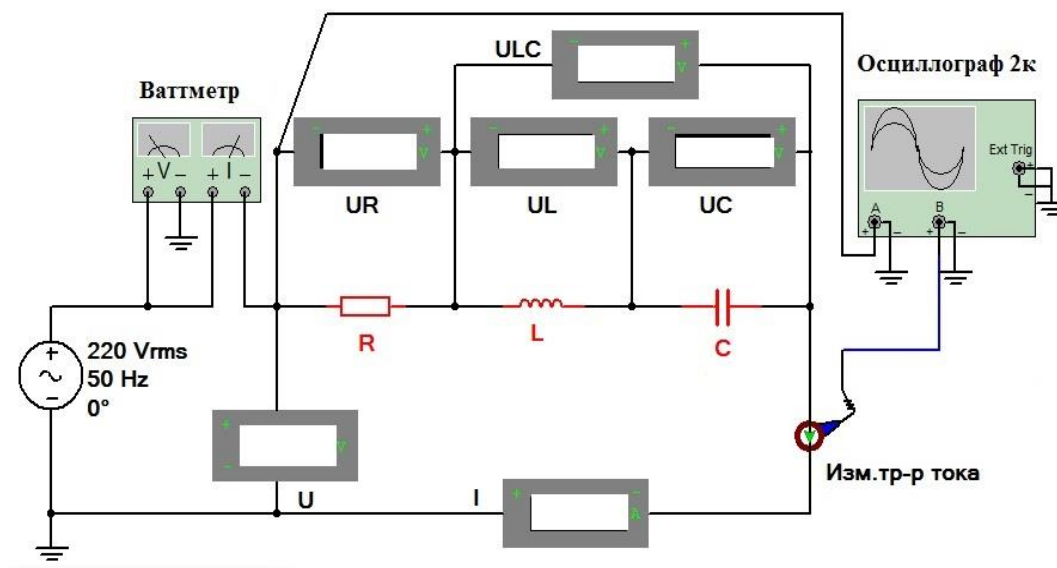 ULC
Осциллограф 2к
Ваттметр
- +
V
+ V - + I -
- +
V
- +
V
- +
V
Ext Trig
+
-
UR
UL
UC
A
B
+ -
+ -
R
L
C
+
~
-
220 Vrms
50 Hz
0°
+
-
V
U
I
+ -
A
Изм.тр-р тока